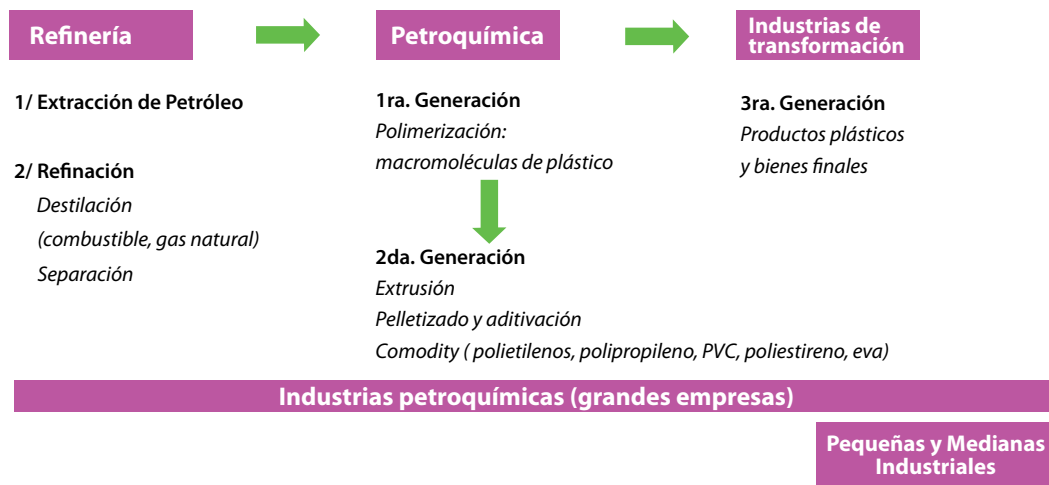 Refinería
1/ Extracción de Petróleo
2/ Refinación
Destilación
(combustible, gas natural)
Separación
Petroquímica
1ra. Generación
Polimerización:
macromoléculas de plástico
2da. Generación
Extrusión
Pelletizado y aditivación
Comodity ( polietilenos, polipropileno, PVC, poliestireno, eva)
Industrias de
transformación
3ra. Generación
Productos plásticos
y bienes finales
Industrias petroquímicas (grandes empresas)
Pequeñas y Medianas
Industriales